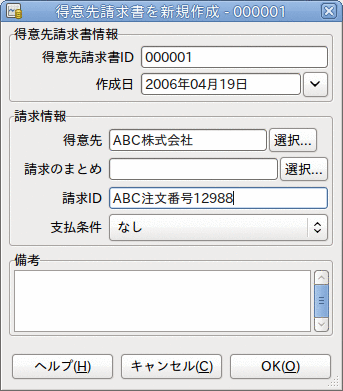 得意先請求書を新規作成 - 000001
得意先請求書情報
得意先請求書ID 000001
作成日 2006年04月19日
請求情報
得意先 ABC株式会社 選択...
請求のまとめ 選択...
請求ID ABC注文番号12988
支払条件 なし
備考
ヘルプ(H) キャンセル(C) OK(O)